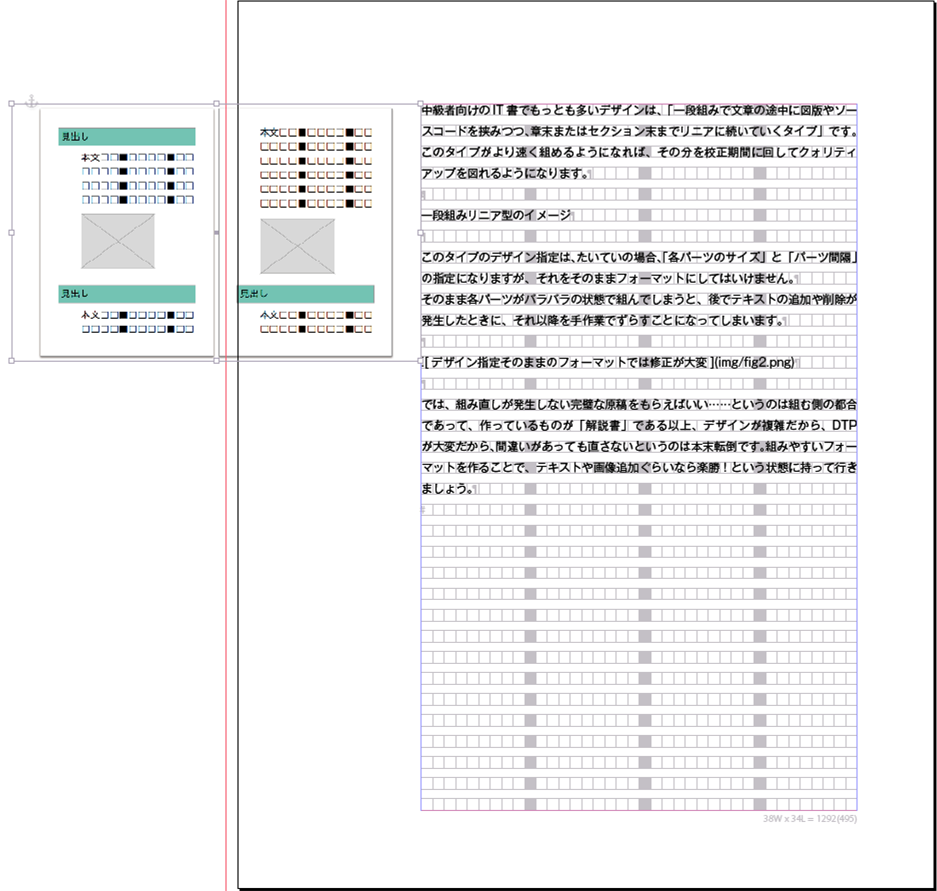 見出し
本文□□■□□□□■□□
□□□□■□□□□■□□
□□□□■□□□□■□□
□□□□■□□□□■□□
見出し
本文□□■□□□□■□□
□□□□■□□□□■□□
本文□□■□□□□■□□
□□□□■□□□□■□□
□□□□■□□□□■□□
□□□□■□□□□■□□
□□□□■□□□□■□□
□□□□■□□□□■□□
見出し
本文□□■□□□□■□□
□□□□■□□□□■□□
中級者向けのIT書でもっとも多いデザインは、「一段組みで文章の途中に図版やソー
スコードを挟みつつ、章末またはセクション末までリニアに続いていくタイプ」です。
このタイプがより速く組めるようになれば、その分を校正期間に回してクオリティ
アップを図れるようになります。
一段組みリニア型のイメージ
このタイプのデザイン指定は、たいていの場合、「各パーツのサイズ」と「パーツ間隔」
の指定になりますが、それをそのままフォーマットにしてはいけません。
そのまま各パーツがバラバラの状態で組んでしまうと、後でテキストの追加や削除が
発生したときに、それ以降を手作業でずらすことになってしまいます。
[デザイン指定そのままのフォーマットでは修正が大変](img/fig2.png)
では、組み直しが発生しない完璧な原稿をもらえばいい……というのは組む側の都合
であって、作っているものが「解説書」である以上、デザインが複雑だから、DTP
が大変だから、間違いがあっても直さないというのは本末転倒です。組みやすいフォー
マットを作ることで、テキストや画像追加ぐらいなら楽勝！という状態に持って行き
ましょう。
38W x 34L = 1292(495)